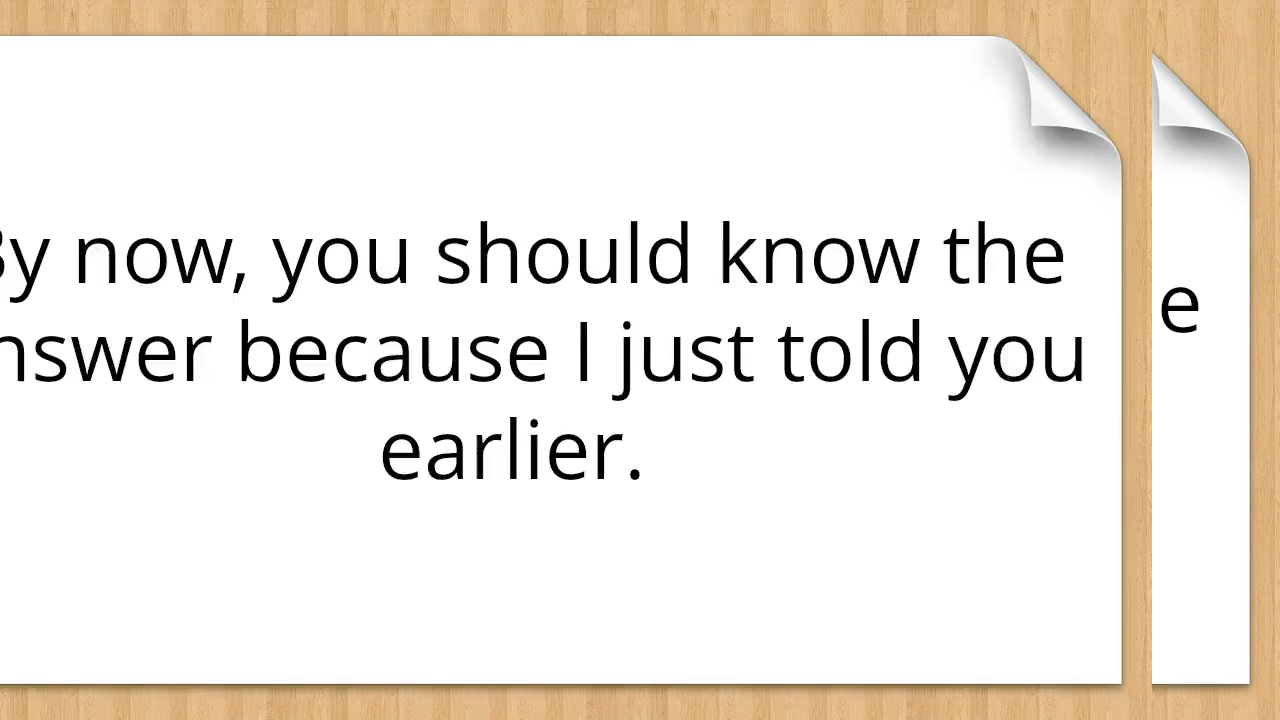 By now, you should know the
answer because I just told you
earlier.
e